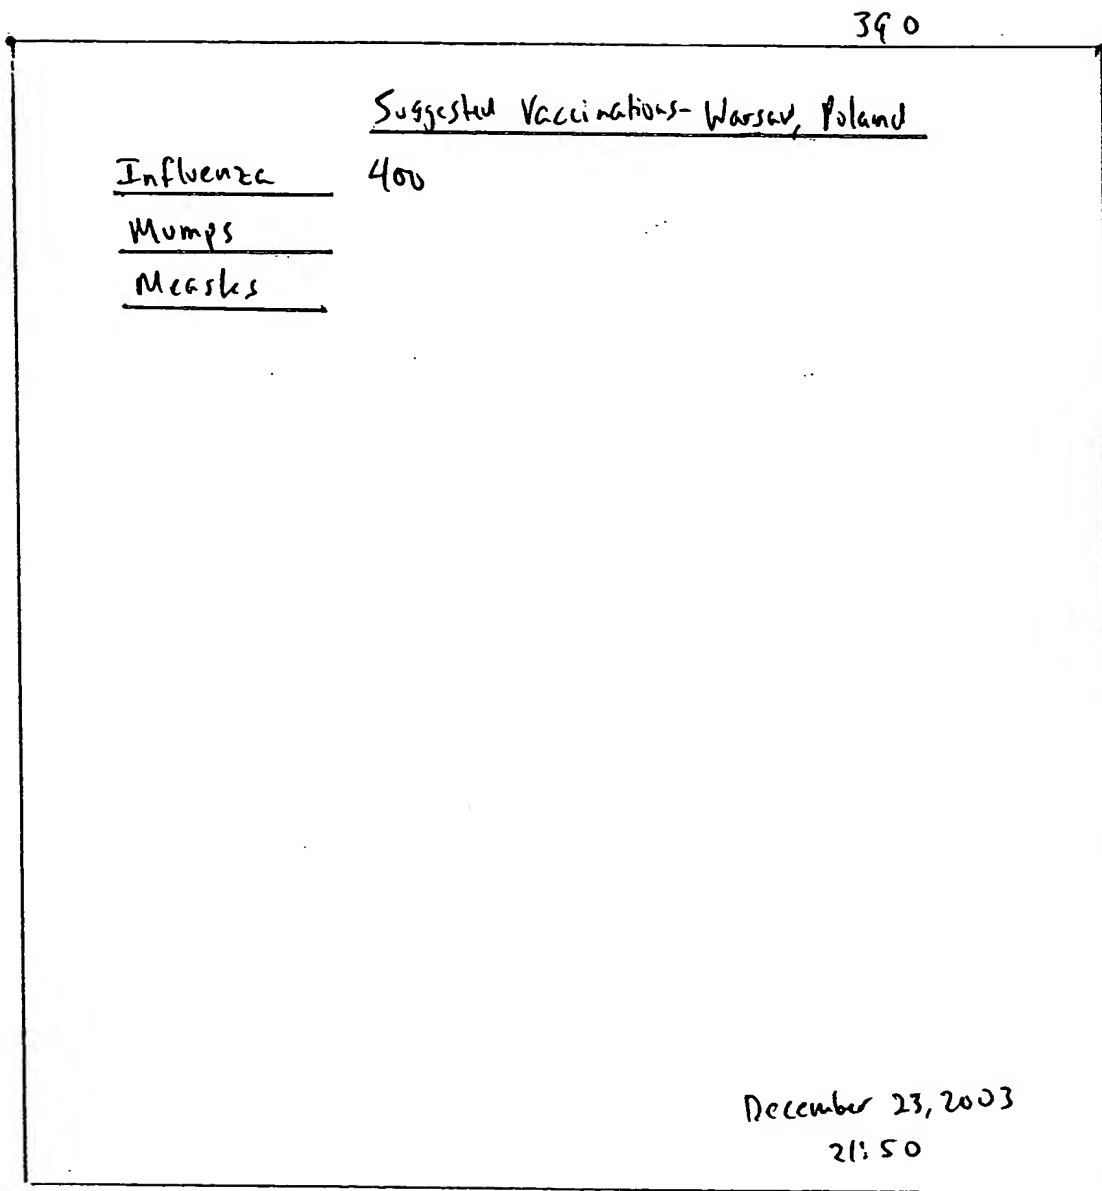 390
Suggested Vaccinations- Warsaw, Poland
Influenza 400
Mumps
Measles
December 23, 2003
21:50